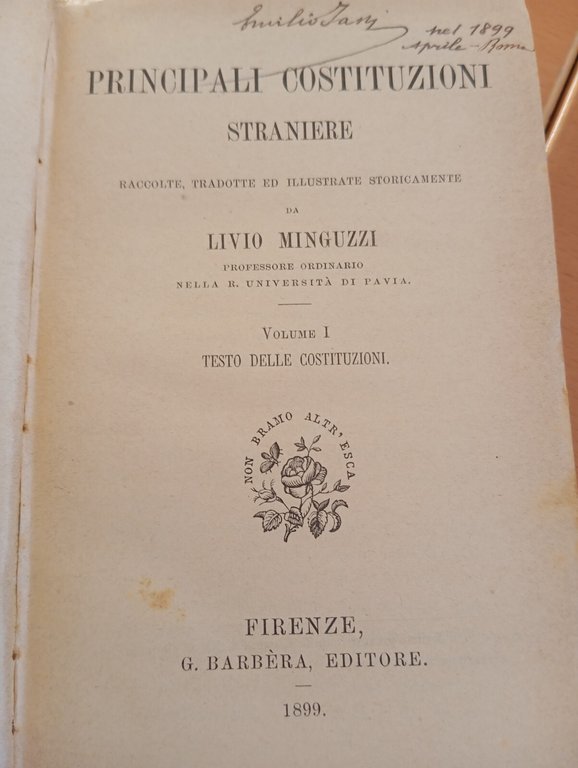 Emilio
nel 1899
Aprile - Roma
PRINCIPALI COSTITUZIONI
STRANIERE
RACCOLTE, TRADOTTE ED ILLUSTRATE STORICAMENTE
DA
LIVIO MINGUZZI
PROFESSORE ORDINARIO
NELLA R. UNIVERSITÀ DI PAVIA.
VOLUME I
TESTO DELLE COSTITUZIONI.
NON BRAMO ALTR' ESCA
FIRENZE,
G. BARBÈRA, EDITORE.
1899.